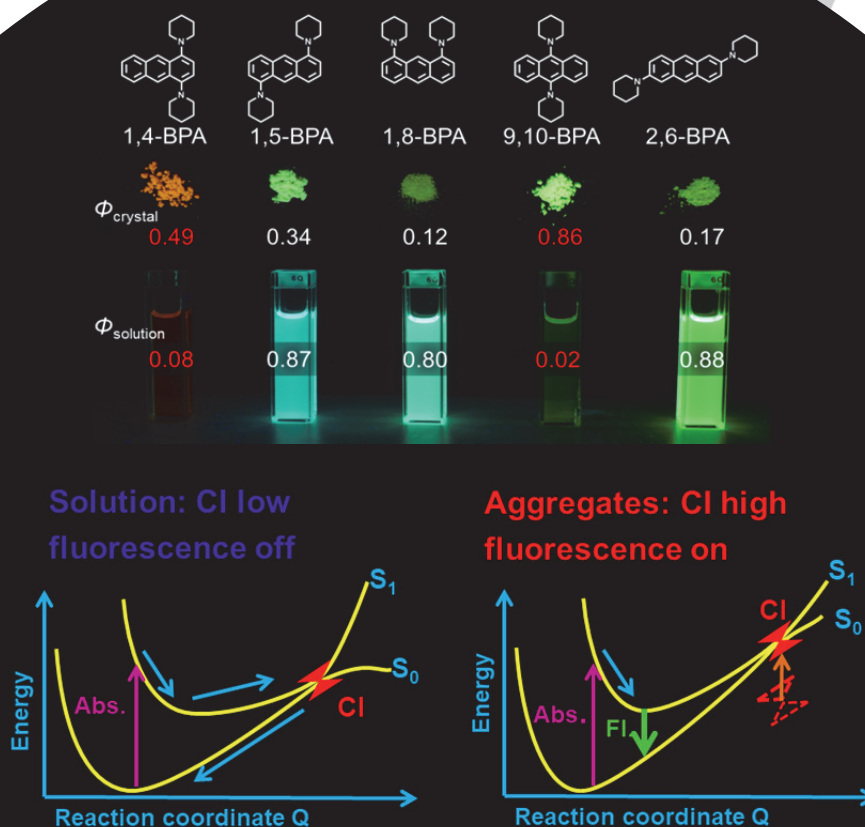 N N N N N N
N N N N
1,4-BPA 1,5-BPA 1,8-BPA 9,10-BPA 2,6-BPA
Φcrystal
0.49 0.34 0.12 0.86 0.17
Φsolution
0.08 0.87 0.80 0.02 0.88
Solution: CI low
fluorescence off
Aggregates: CI high
fluorescence on
S1
S0
CI
Abs.
Energy
Reaction coordinate Q
S1
S0
CI
Abs.
Fl.
Energy
Reaction coordinate Q